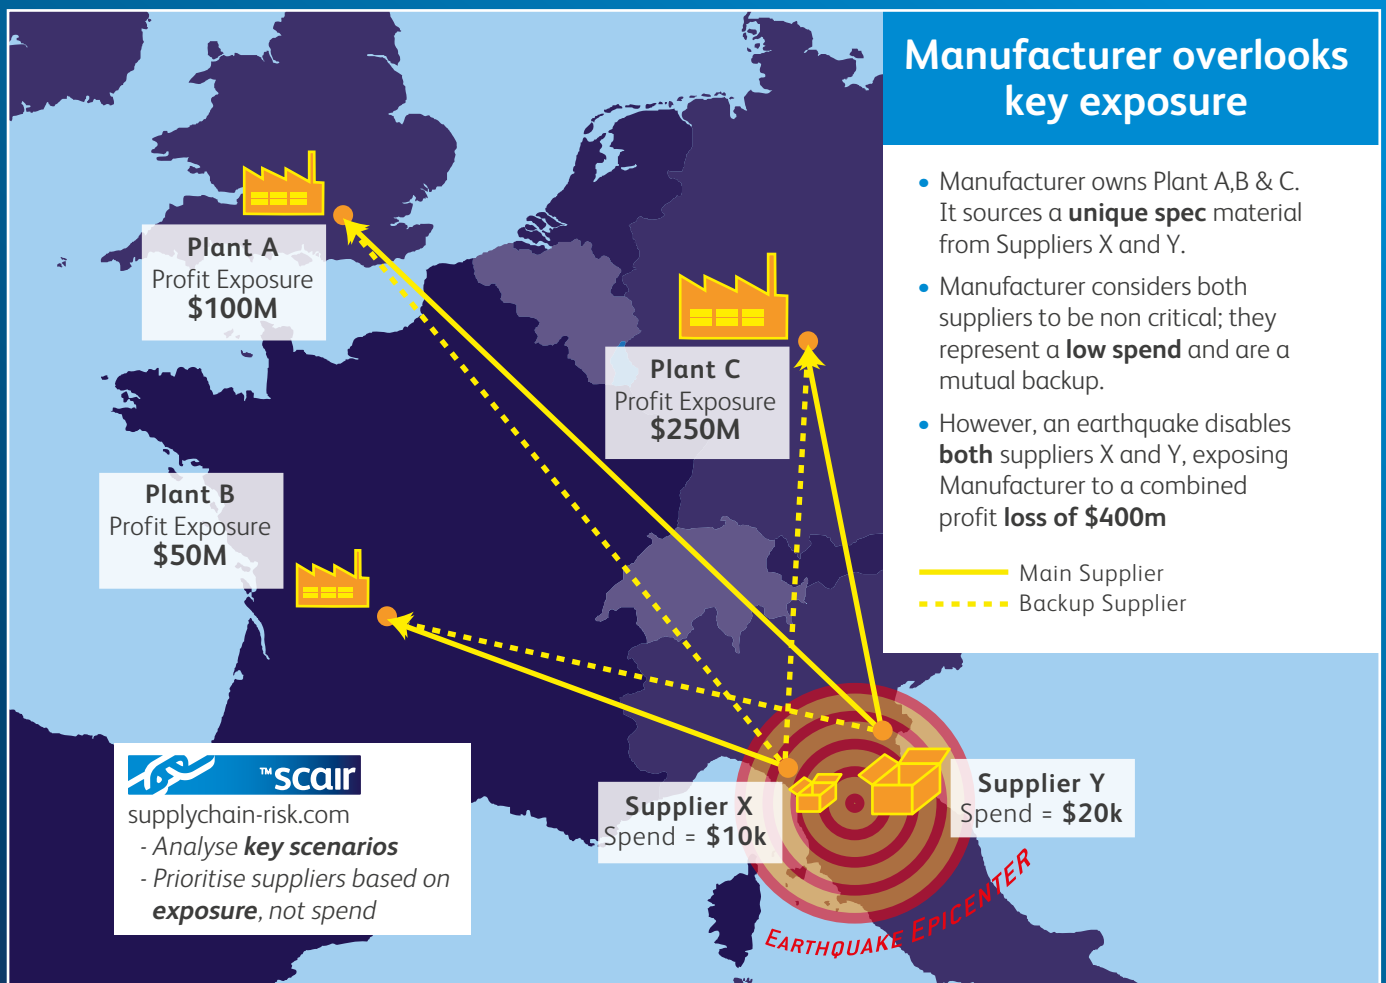 Manufacturer overlooks
key exposure
• Manufacturer owns Plant A,B & C.
It sources a unique spec material
from Suppliers X and Y.
• Manufacturer considers both
suppliers to be non critical; they
represent a low spend and are a
mutual backup.
• However, an earthquake disables
both suppliers X and Y, exposing
Manufacturer to a combined
profit loss of $400m
Main Supplier
Backup Supplier
Plant A
Profit Exposure
$100M
Plant C
Profit Exposure
$250M
Plant B
Profit Exposure
$50M
Supplier X
Spend = $10k
Supplier Y
Spend = $20k
EARTHQUAKE EPICENTER
™scair
supplychain-risk.com
- Analyse key scenarios
- Prioritise suppliers based on
exposure, not spend